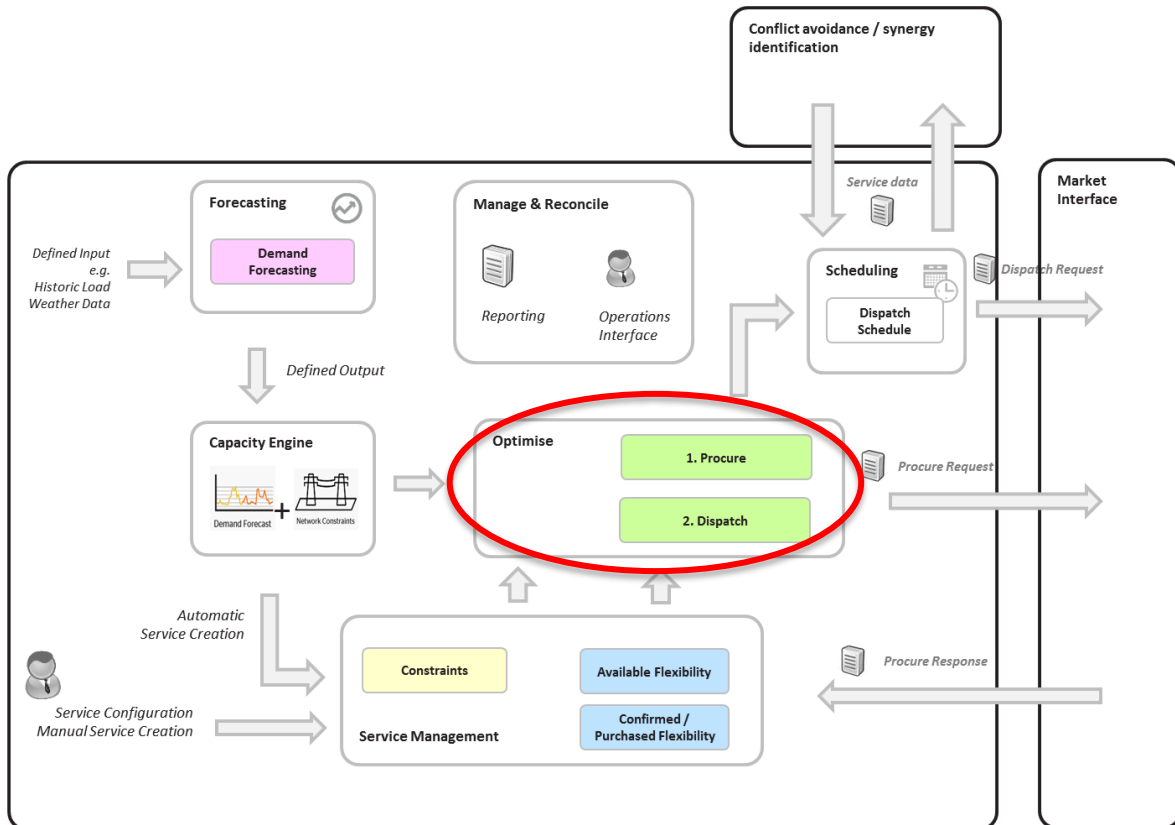 Conflict avoidance / synergy
identification
Service data
Market
Interface
Forecasting
Demand
Forecasting
Defined Input
e.g.
Historic Load
Weather Data
Manage & Reconcile
Reporting
Operations
Interface
Scheduling
Dispatch
Schedule
Dispatch Request
Defined Output
Capacity Engine
Demand Forecast
+
Network Constraints
Optimise
1. Procure
2. Dispatch
Procure Request
Automatic
Service Creation
Service Configuration
Manual Service Creation
Constraints
Available Flexibility
Confirmed /
Purchased Flexibility
Service Management
Procure Response